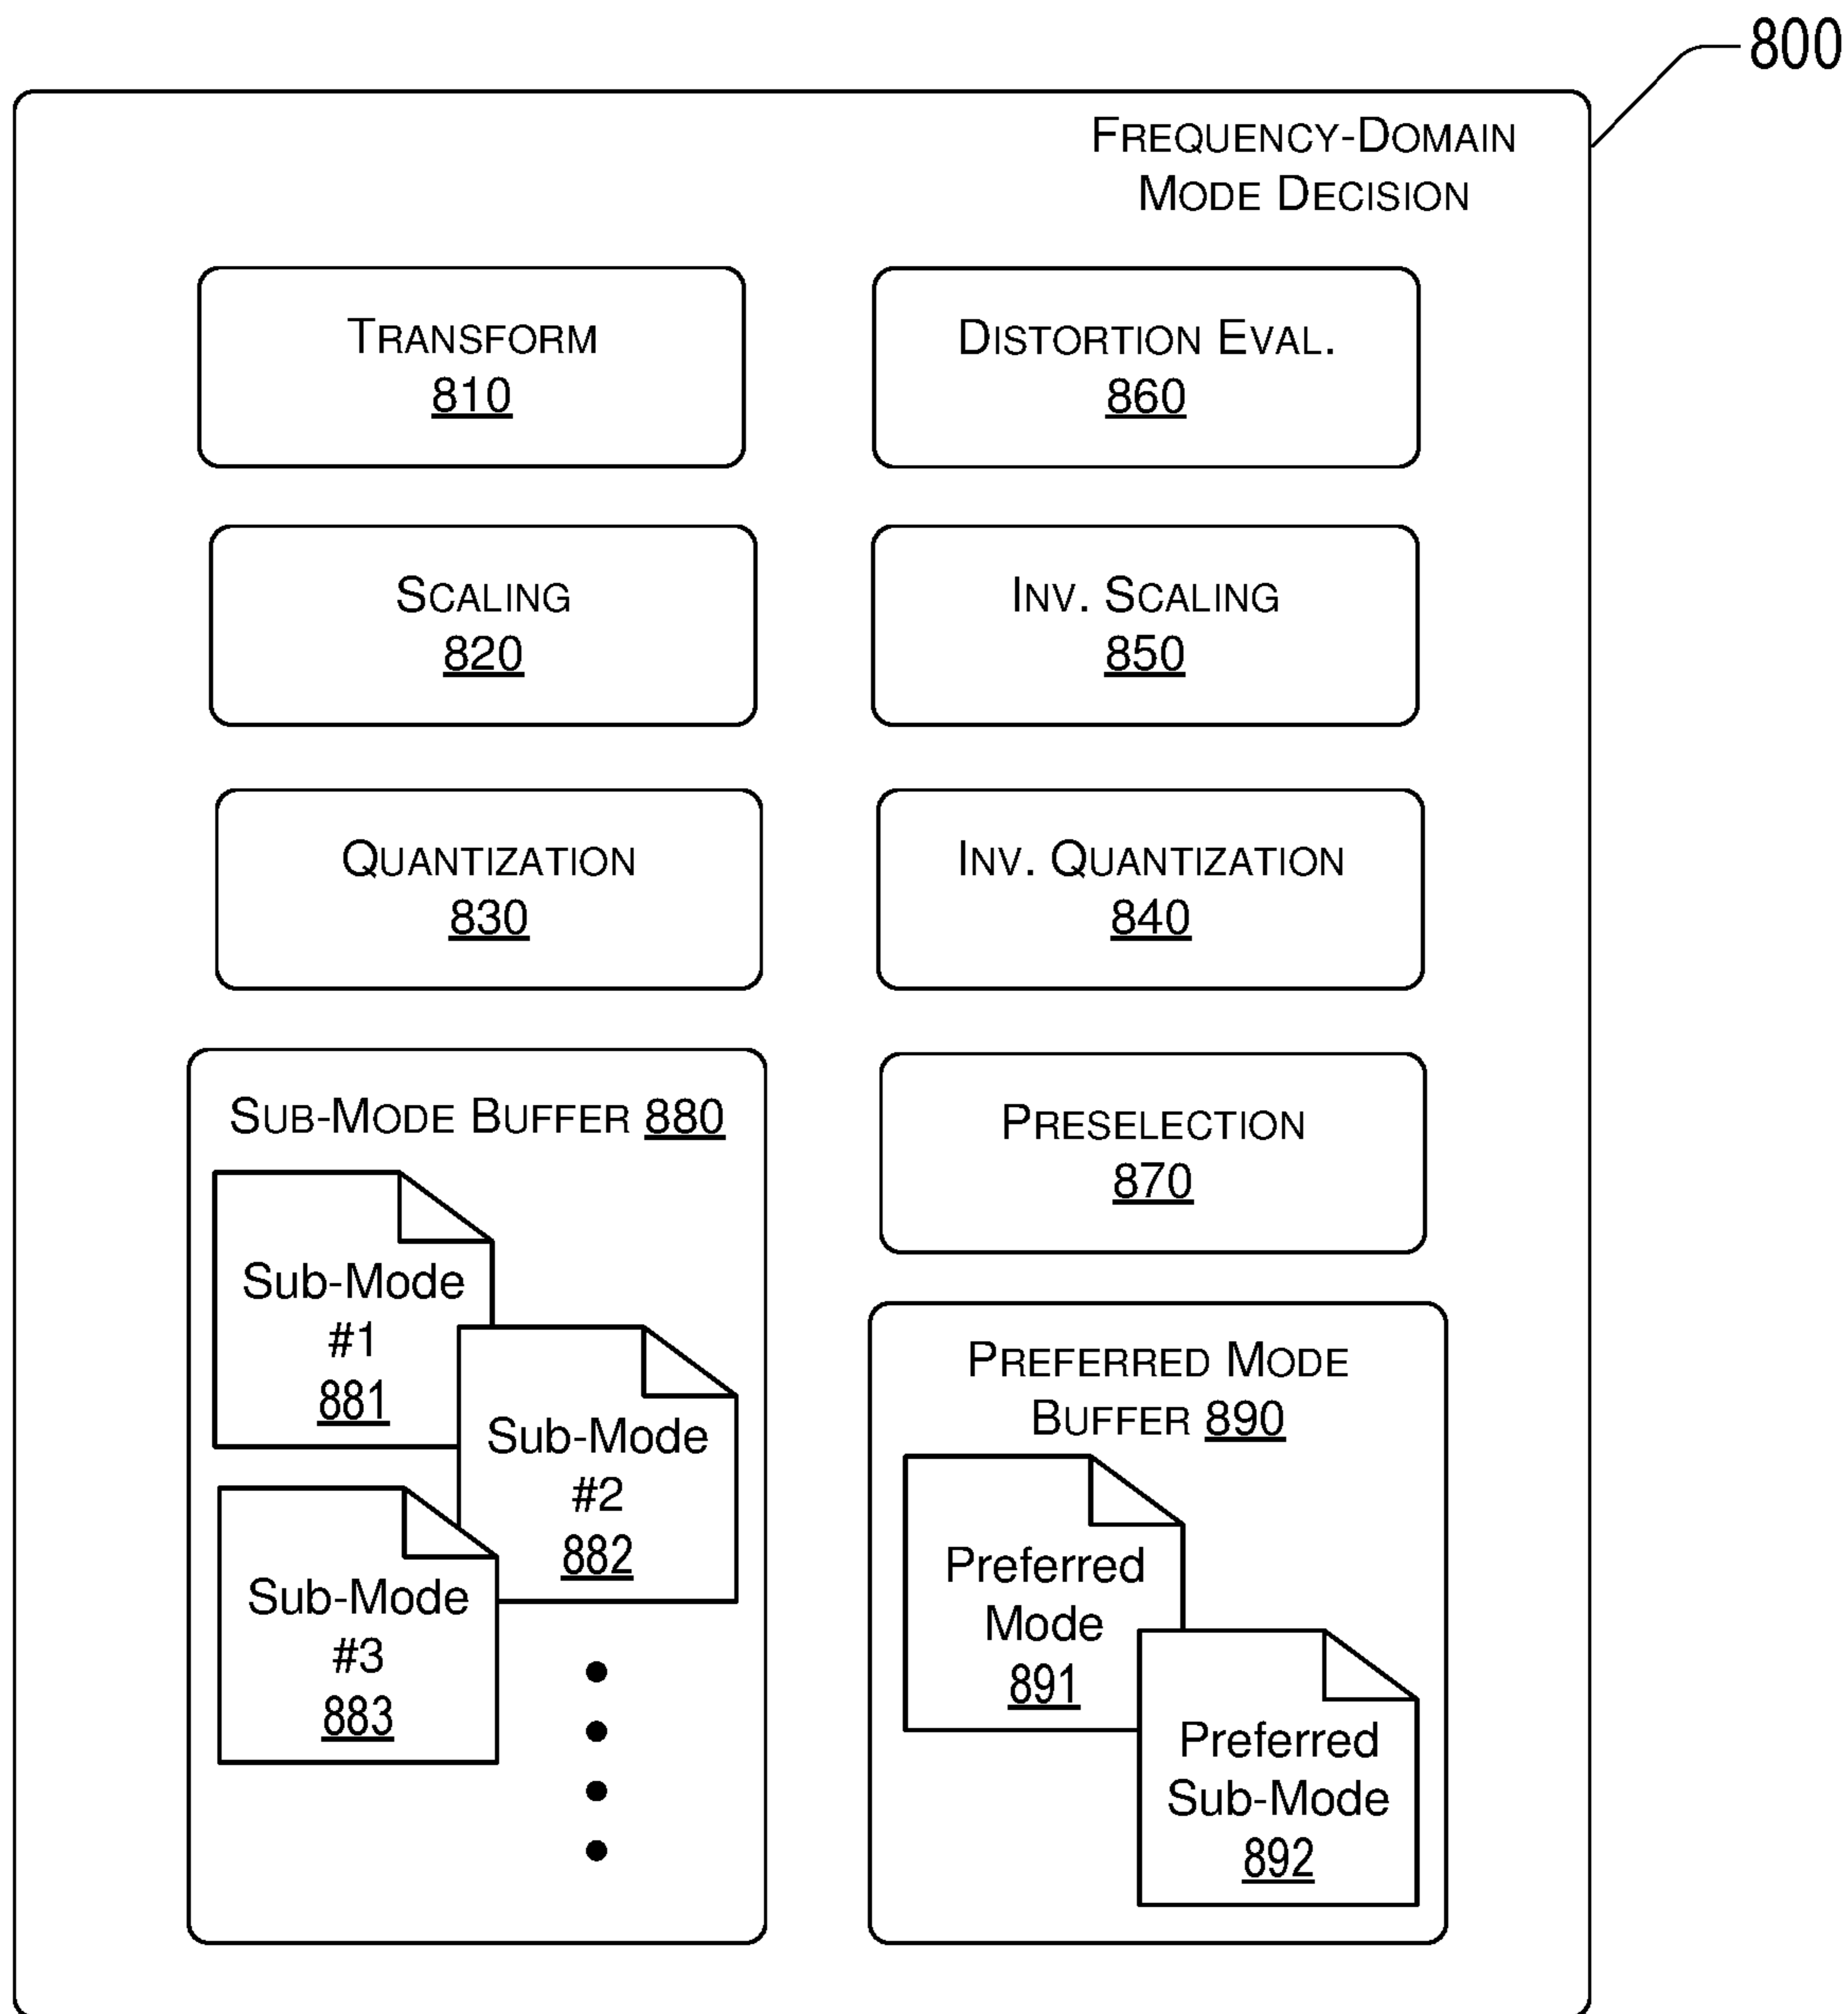 800
FREQUENCY-DOMAIN
MODE DECISION
TRANSFORM
810
DISTORTION EVAL.
860
SCALING
820
INV. SCALING
850
QUANTIZATION
830
INV. QUANTIZATION
840
SUB-MODE BUFFER 880
Sub-Mode
#1
881
Sub-Mode
#2
882
Sub-Mode
#3
883
PRESELECTION
870
PREFERRED MODE
BUFFER 890
Preferred
Mode
891
Preferred
Sub-Mode
892